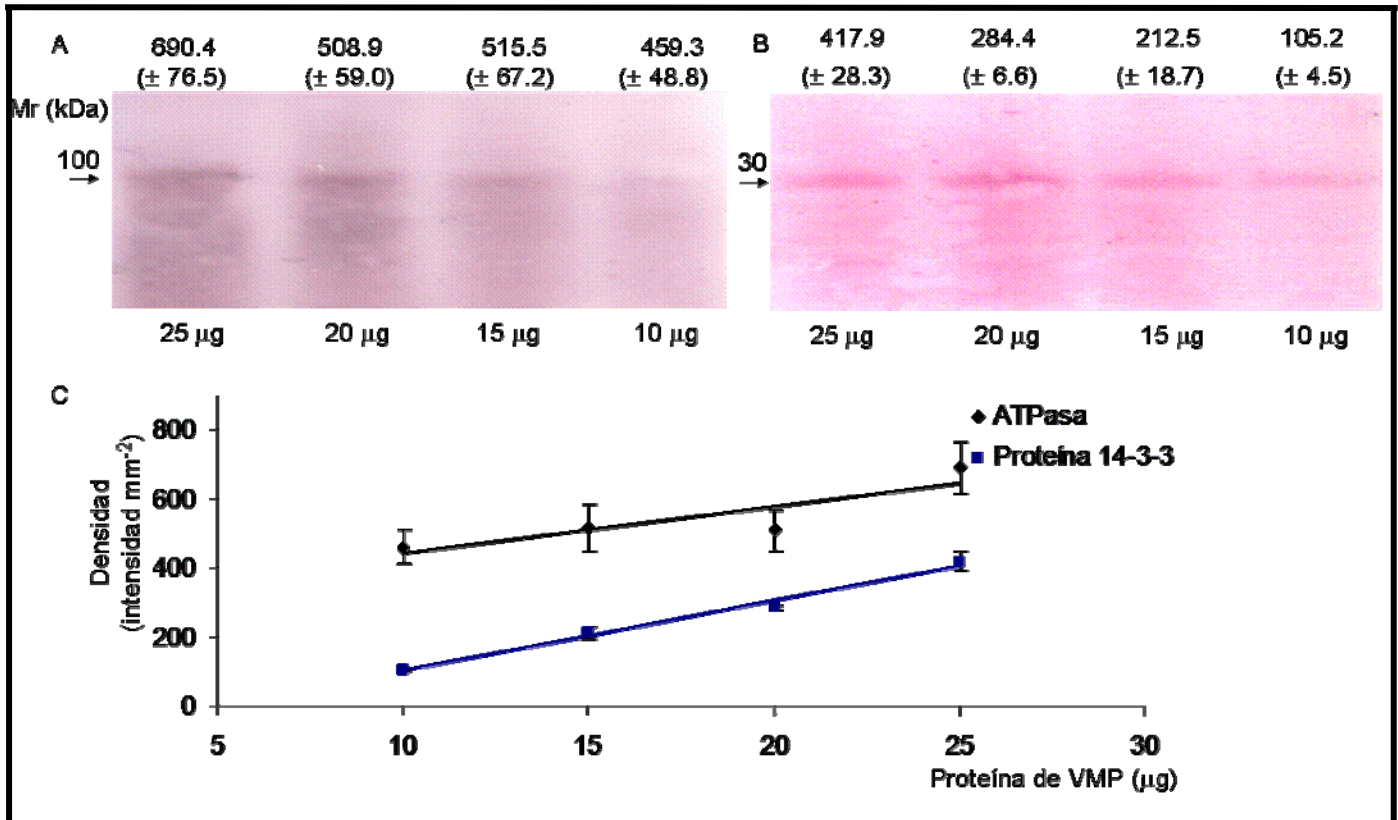 A 690.4 508.9 515.5 459.3
(± 76.5) (± 59.0) (± 67.2) (± 48.8)
Mr (kDa)
100
25 µg 20 µg 15 µg 10 µg
B 417.9 284.4 212.5 105.2
(± 28.3) (± 6.6) (± 18.7) (± 4.5)
30
25 µg 20 µg 15 µg 10 µg
C
ATPasa
Proteína 14-3-3
Densidad
(intensidad mm-2)
800
600
400
200
0
5 10 15 20 25 30
Proteína de VMP (µg)